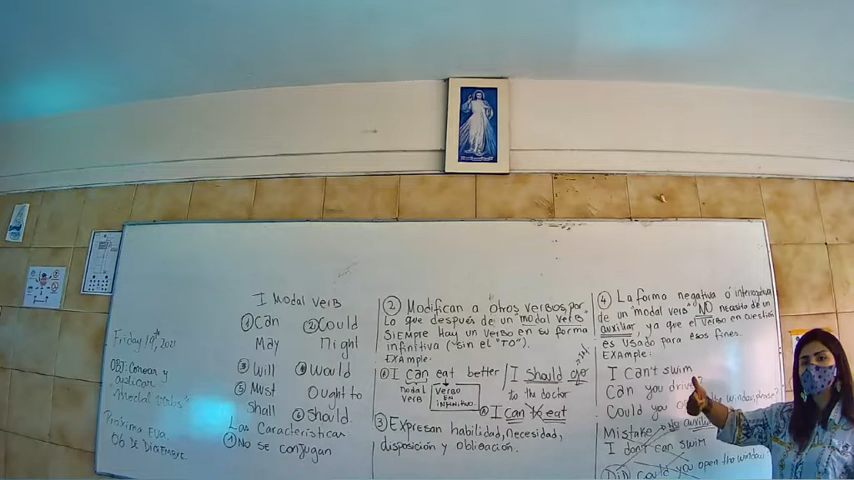 Friday 19th, 2021
OBJ: Conocer y
aplicar
"Modal Verbs"
Próxima Eva.
06 de Diciembre
I Modal Verb
① Can ② Could
May Might
③ Will ④ Would
⑤ Must Ought to
Shall ⑥ Should
Las Características
① No se conjugan
② Modifican a otros verbos, por
lo que después de un "modal verb"
siempre hay un verbo en su forma
infinitiva ("sin el "TO")
Example:
I can eat better
modal verb
verbo
en
infinitivo
I should go
to the doctor
I can to eat
③ Expresan habilidad, necesidad,
disposición y obligación.
④ La forma negativa o interrogativa
de un "modal verb" NO necesita de un
auxiliar, ya que el verbo en cuestión
es usado para esos fines.
Example:
I can't swim
Can you drive?
Could you the window, please?
Mistake
I don't can swim
Did could you open the window